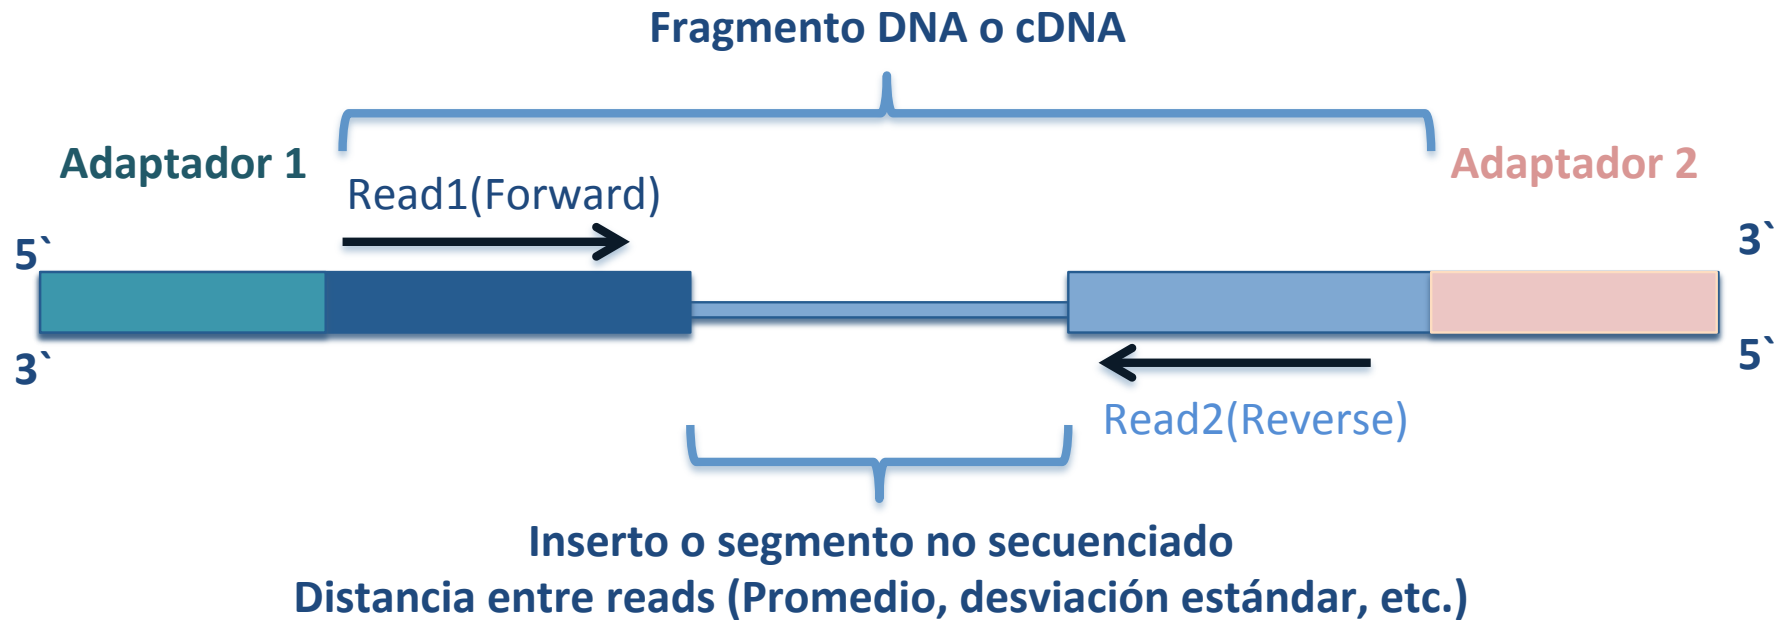 Fragmento DNA o cDNA
Adaptador 1
Adaptador 2
Read1(Forward)
5`
3`
3`
5`
Read2(Reverse)
Inserto o segmento no secuenciado
Distancia entre reads (Promedio, desviación estándar, etc.)